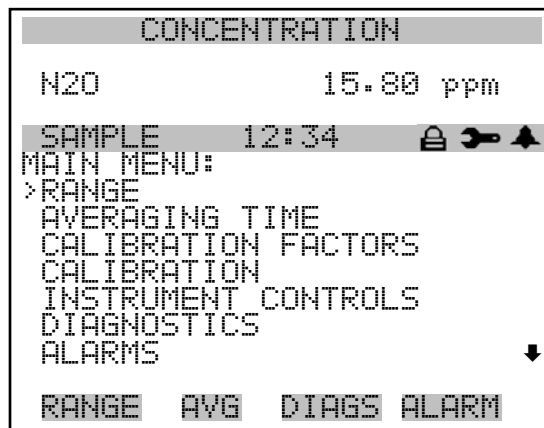 CONCENTRATION
N2O 15.80 ppm
SAMPLE 12:34
MAIN MENU:
>RANGE
AVERAGING TIME
CALIBRATION FACTORS
CALIBRATION
INSTRUMENT CONTROLS
DIAGNOSTICS
ALARMS
RANGE AVG DIAGS ALARM